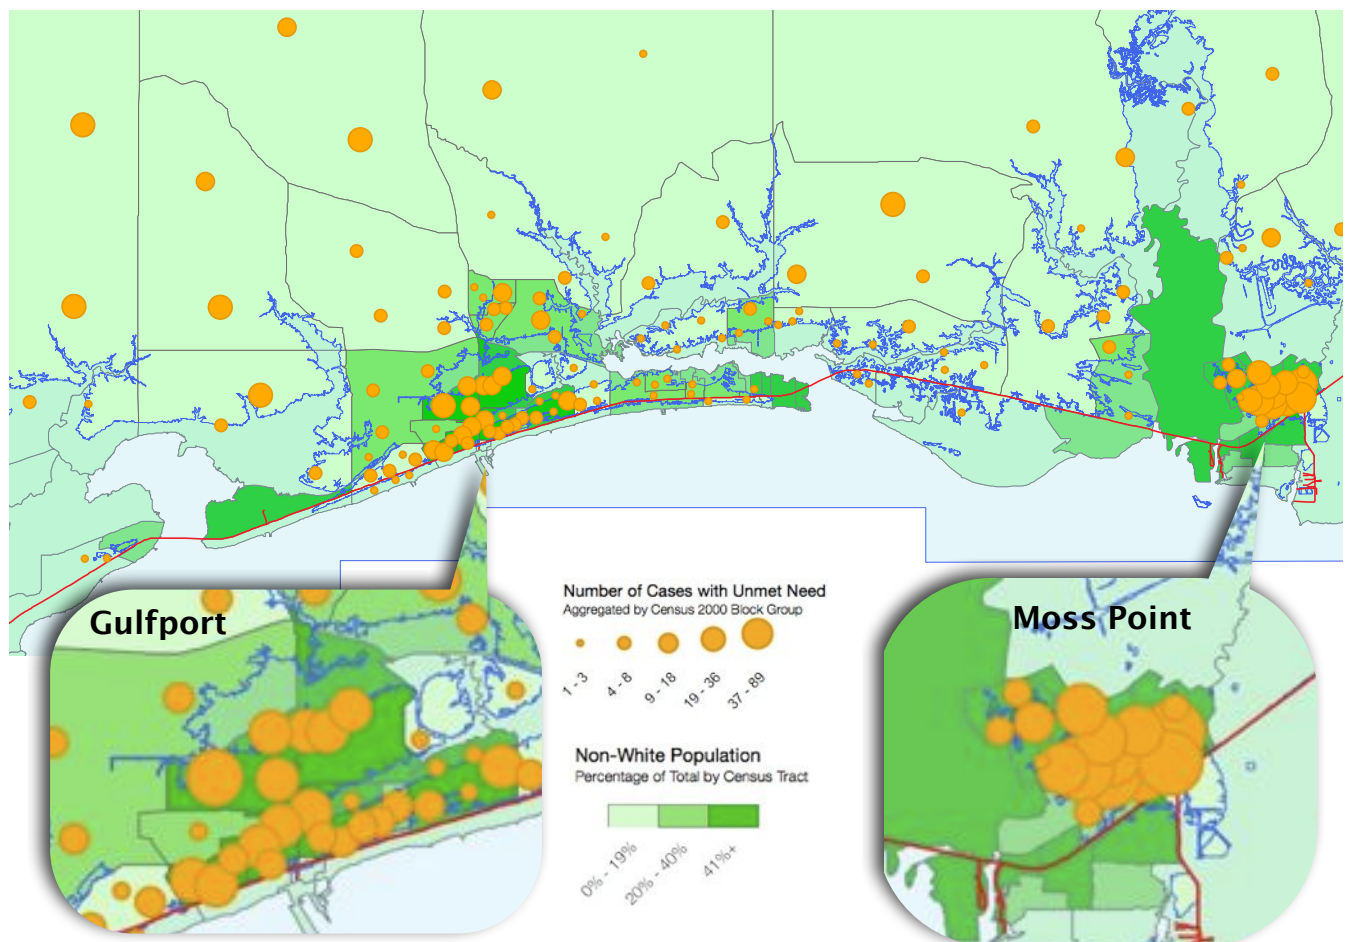 Gulfport
Moss Point
Number of Cases with Unmet Need
Aggregated by Census 2000 Block Group
1 - 3
4 - 8
9 - 18
19 - 36
37 - 89
Non-White Population
Percentage of Total by Census Tract
0% - 19%
20% - 40%
41%+